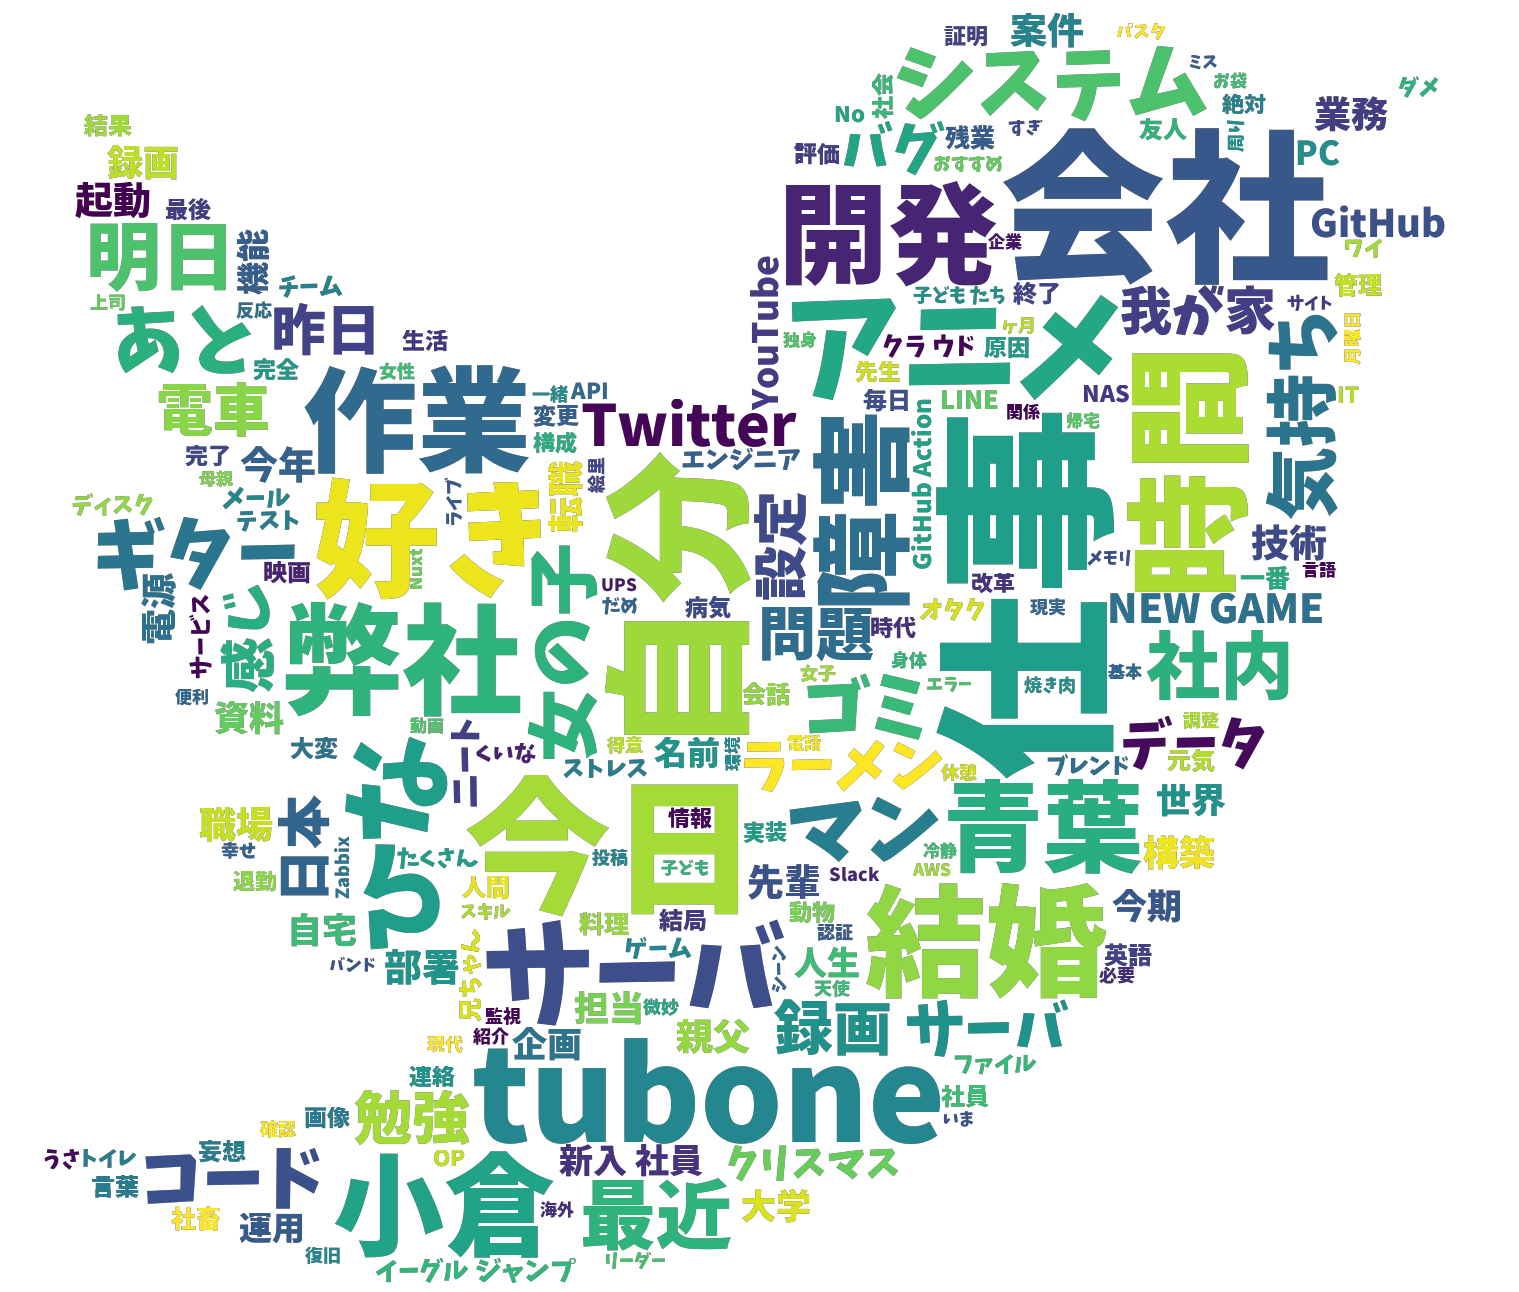 証明
案件
パスタ
システム
ミス
お袋
ダメ
社会
絶対
業務
No
バグ
残業
すぎ
友人
周り
結果
録画
評価
おすすめ
会社
PC
起動
最後
開発
企業
GitHub
明日
機能
ワイ
チーム
YouTube
子どもたち
終了
我が家
サイト
管理
上司
反応
あと
昨日
生活
アニメ
独身
クラウド
ケ月
原因
気持ち
月曜日
完全
女性
先生
時間
電車
作業
一緒
API
毎日
LINE
関係
NAS
IT
変更
Twitter
帰宅
構成
完了
今年
エンジニア
障害
GitHub Action
事
母親
メール
ライブ
転職
絵里
自分
設定
ディスク
テスト
好き
ギター
技術
映画
Nuxt
女の子
UPS
改革
メモリ
一番
言語
電源
サービス
感じ
だめ
病気
問題
時代
オタク
現実
NEW GAME
弊社
仕
社内
身体
便利
女子
エラー
焼き肉
基本
会話
ゴミ
資料
動画
ニート
くいな
データ
調整
大変
得意
名前
環境
電話
ラーメン
休憩
元気
ひな
ストレス
ブレンド
日本
今日
情報
マン
青葉
世界
職場
実装
構築
幸せ
Zabbix
たくさん
投稿
子ども
冷静
退勤
人間
先輩
Slack
AWS
スキル
結婚
今期
自宅
料理
結局
動物
サーバ
認証
バンド
部署
兄ちゃん
ゲーム
シーン
人生
英語
必要
天使
担当
微妙
監視
録画
サーバ
紹介
現代
企画
親父
ファイル
連絡
tubone
社員
画像
勉強
いま
確認
うさ
トイレ
妄想
OP
新入社員
クリスマス
言葉
コード
小倉
最近
大学
社畜
運用
海外
復旧
リーダー
イーグルジャンプ